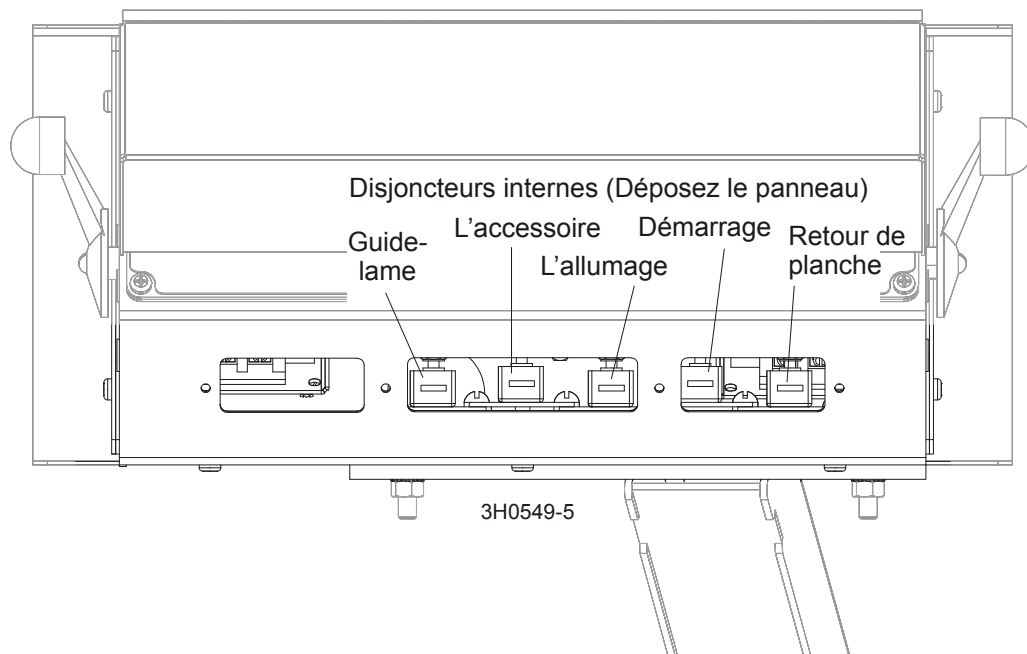 Disjoncteurs internes (Déposez le panneau)
Guide-
lame
L’accessoire
L’allumage
Démarrage
Retour de
planche
3H0549-5